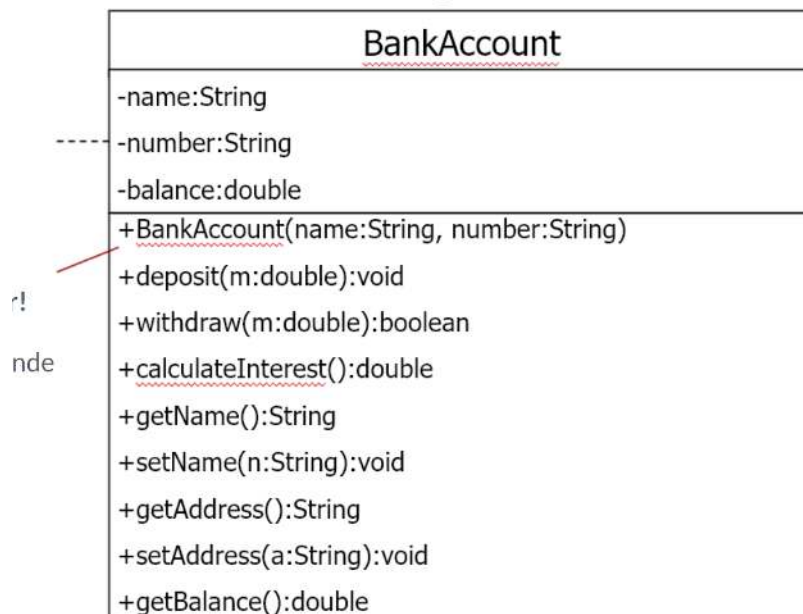 BankAccount
-name:String
-number:String
-balance:double
+BankAccount(name:String, number:String)
+deposit(m:double):void
r!
+withdraw(m:double):boolean
nde
+calculateInterest():double
+getName():String
+setName(n:String):void
+getAddress():String
+setAddress(a:String):void
+getBalance():double